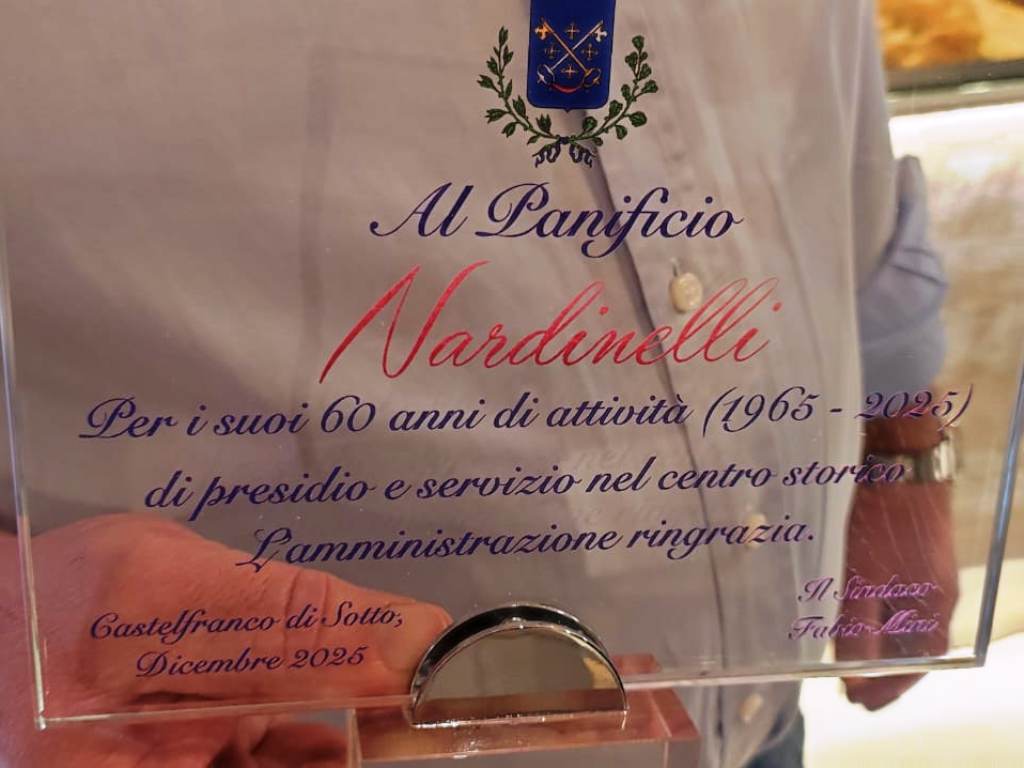 Al Panificio
Nardinelli
Per i suoi 60 anni di attività (1965 - 2025)
di presidio e servizio nel centro storico
L'amministrazione ringrazia.
Il Sindaco
Fabio Mini
Castelfranco di Sotto,
Dicembre 2025